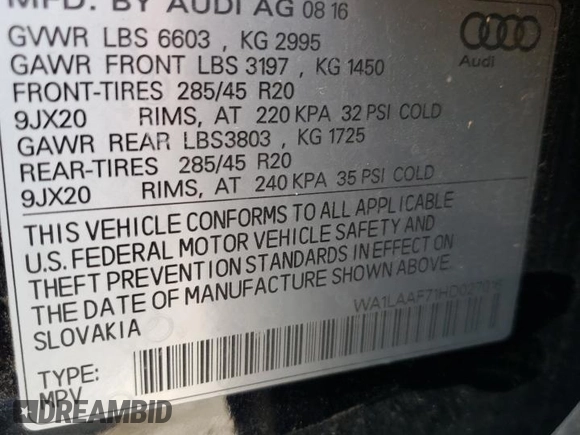 MFD. BY AUDI AG 08 16
GVWR LBS 6603 , KG 2995
GAWR FRONT LBS 3197 , KG 1450
FRONT-TIRES 285/45 R20
9JX20 RIMS, AT 220 KPA 32 PSI COLD
GAWR REAR LBS3803 , KG 1725
REAR-TIRES 285/45 R20
9JX20 RIMS, AT 240 KPA 35 PSI COLD
Audi
THIS VEHICLE CONFORMS TO ALL APPLICABLE
U.S. FEDERAL MOTOR VEHICLE SAFETY AND
THEFT PREVENTION STANDARDS IN EFFECT ON
THE DATE OF MANUFACTURE SHOWN ABOVE.
SLOVAKIA
TYPE:
MPV
DREAMBID